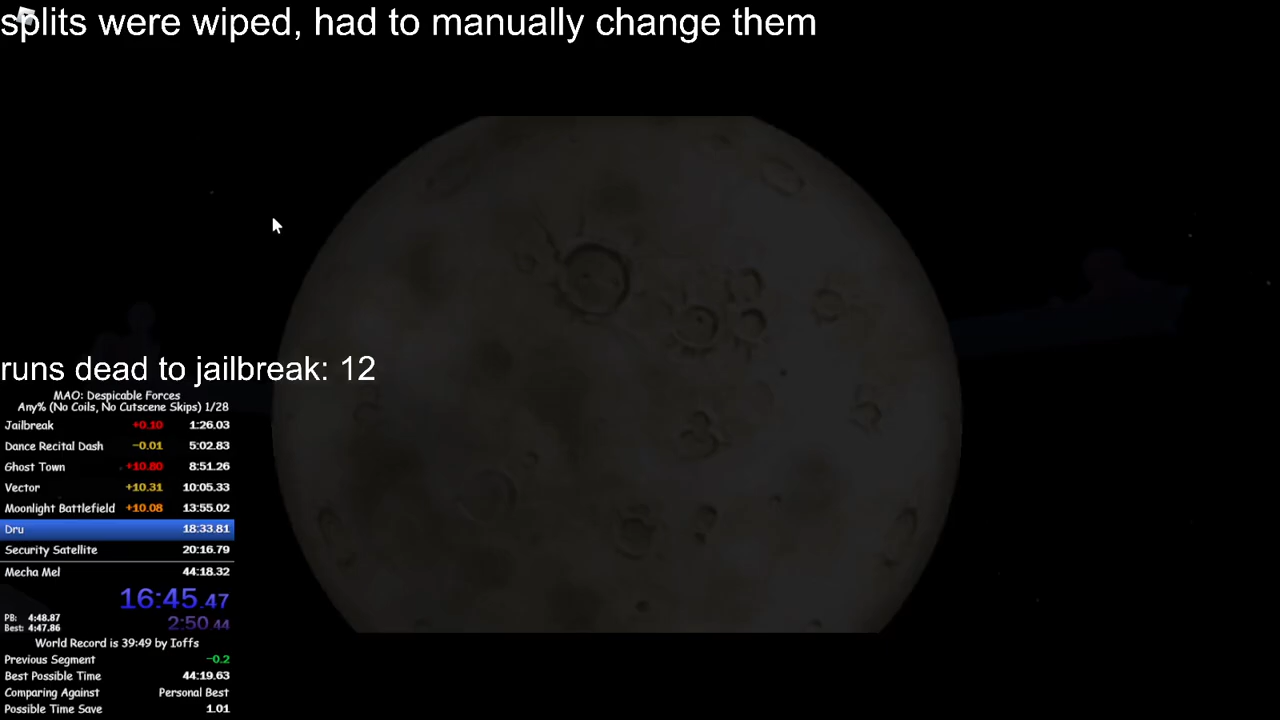 splits were wiped, had to manually change them
runs dead to jailbreak: 12
MAO: Despicable Forces
Any% (No Coils, No Cutscene Skips) 1/28
Jailbreak +0.10 1:26.03
Dance Recital Dash −0.01 5:02.83
Ghost Town +10.80 8:51.26
Vector +10.31 10:05.33
Moonlight Battlefield +10.08 13:55.02
Dru 18:33.81
Security Satellite 20:16.79
Mecha Mel 44:18.32
16:45.47
PB: 4:48.87
Best: 4:47.86 2:50.44
World Record is 39:49 by Ioffs
Previous Segment −0.2
Best Possible Time 44:19.63
Comparing Against Personal Best
Possible Time Save 1.01